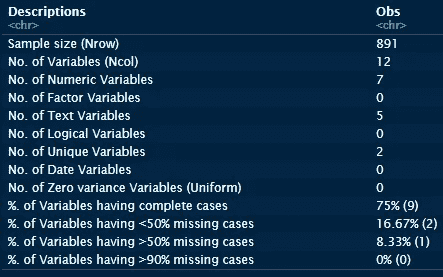 Descriptions Obs
<chr> <chr>
Sample size (Nrow) 891
No. of Variables (Ncol) 12
No. of Numeric Variables 7
No. of Factor Variables 0
No. of Text Variables 5
No. of Logical Variables 0
No. of Unique Variables 2
No. of Date Variables 0
No. of Zero variance Variables (Uniform) 0
%. of Variables having complete cases 75% (9)
%. of Variables having <50% missing cases 16.67% (2)
%. of Variables having >50% missing cases 8.33% (1)
%. of Variables having >90% missing cases 0% (0)